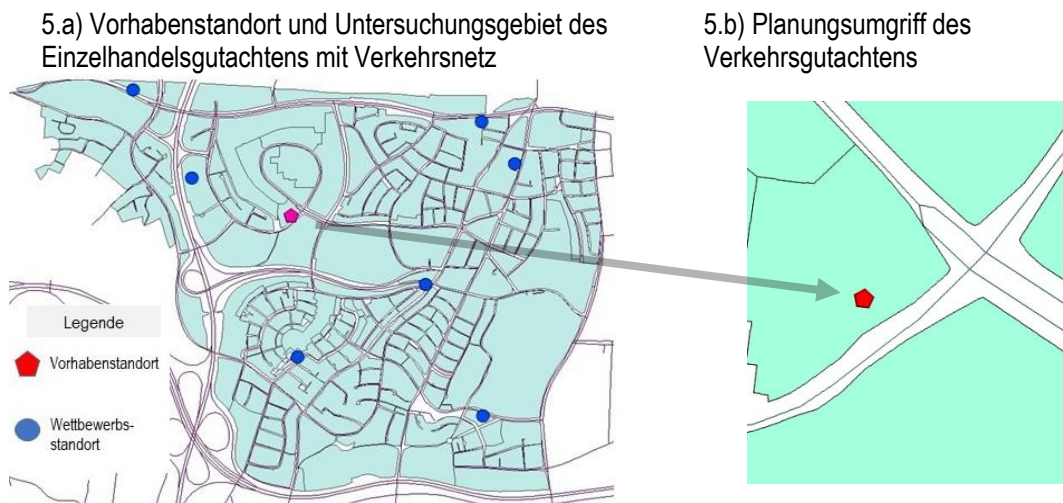 5.a) Vorhabenstandort und Untersuchungsgebiet des
Einzelhandelsgutachtens mit Verkehrsnetz
5.b) Planungsumgriff des
Verkehrsgutachtens
Legende
Vorhabenstandort
Wettbewerbs-
standort